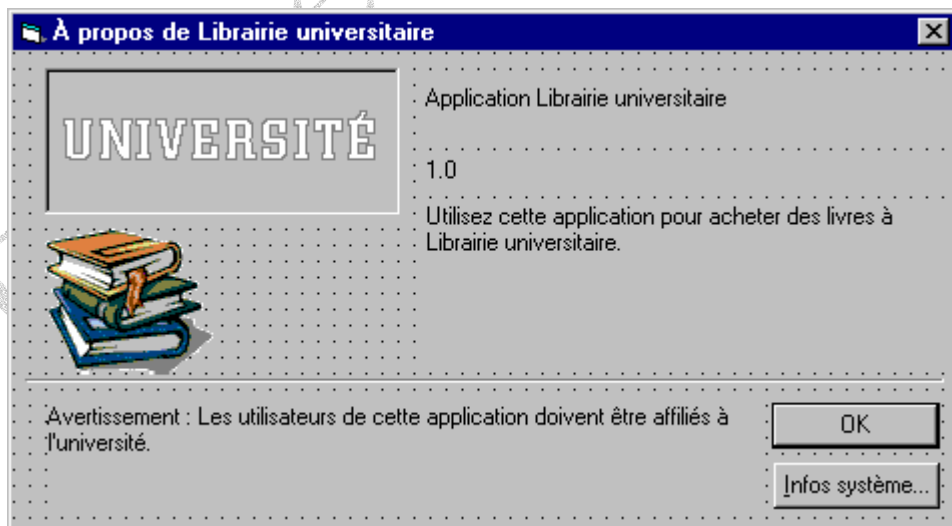 À propos de Librairie universitaire
UNIVERSITÉ
Application Librairie universitaire
1.0
Utilisez cette application pour acheter des livres à
Librairie universitaire.
Avertissement : Les utilisateurs de cette application doivent être affiliés à
l'université.
OK
Infos système...